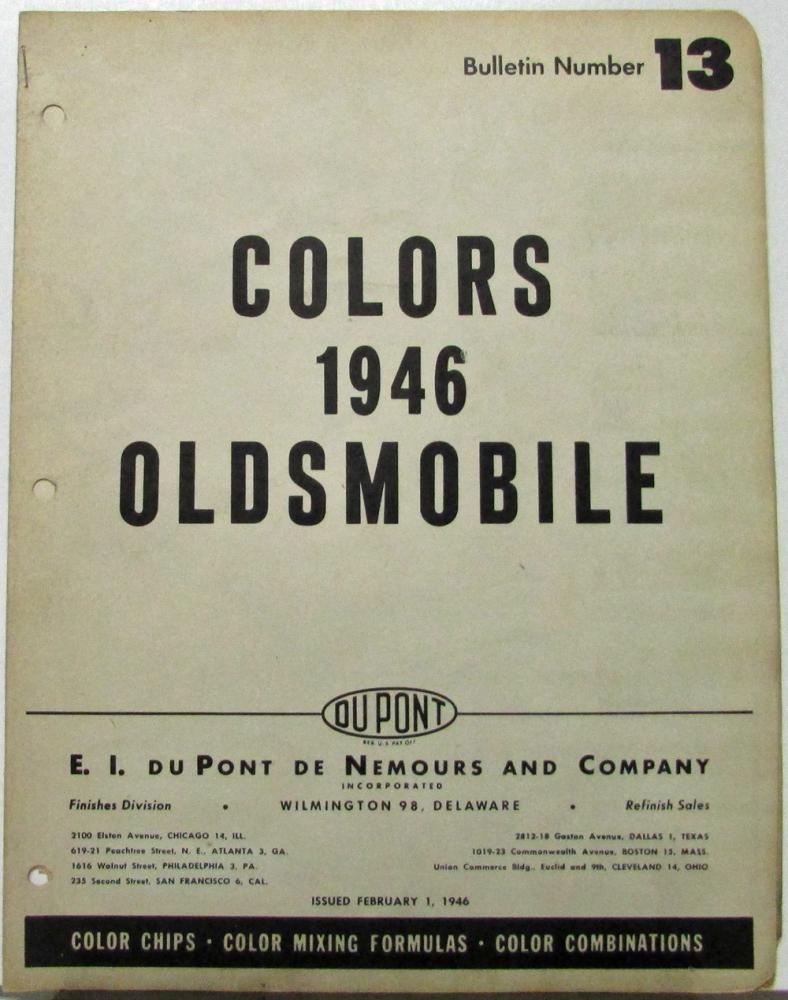 Bulletin Number 13
COLORS
1946
OLDSMOBILE
DU PONT
REG. U.S. PAT. OFF.
E. I. DU PONT DE NEMOURS AND COMPANY
INCORPORATED
Finishes Division • WILMINGTON 98, DELAWARE • Refinish Sales
2100 Elston Avenue, CHICAGO 14, ILL.
2812-18 Gaston Avenue, DALLAS 1, TEXAS
619-21 Peachtree Street, N. E., ATLANTA 3, GA.
1019-23 Commonwealth Avenue, BOSTON 15, MASS.
1616 Walnut Street, PHILADELPHIA 3, PA.
Union Commerce Bldg., Euclid and 9th, CLEVELAND 14, OHIO
235 Second Street, SAN FRANCISCO 6, CAL.
ISSUED FEBRUARY 1, 1946
COLOR CHIPS • COLOR MIXING FORMULAS • COLOR COMBINATIONS